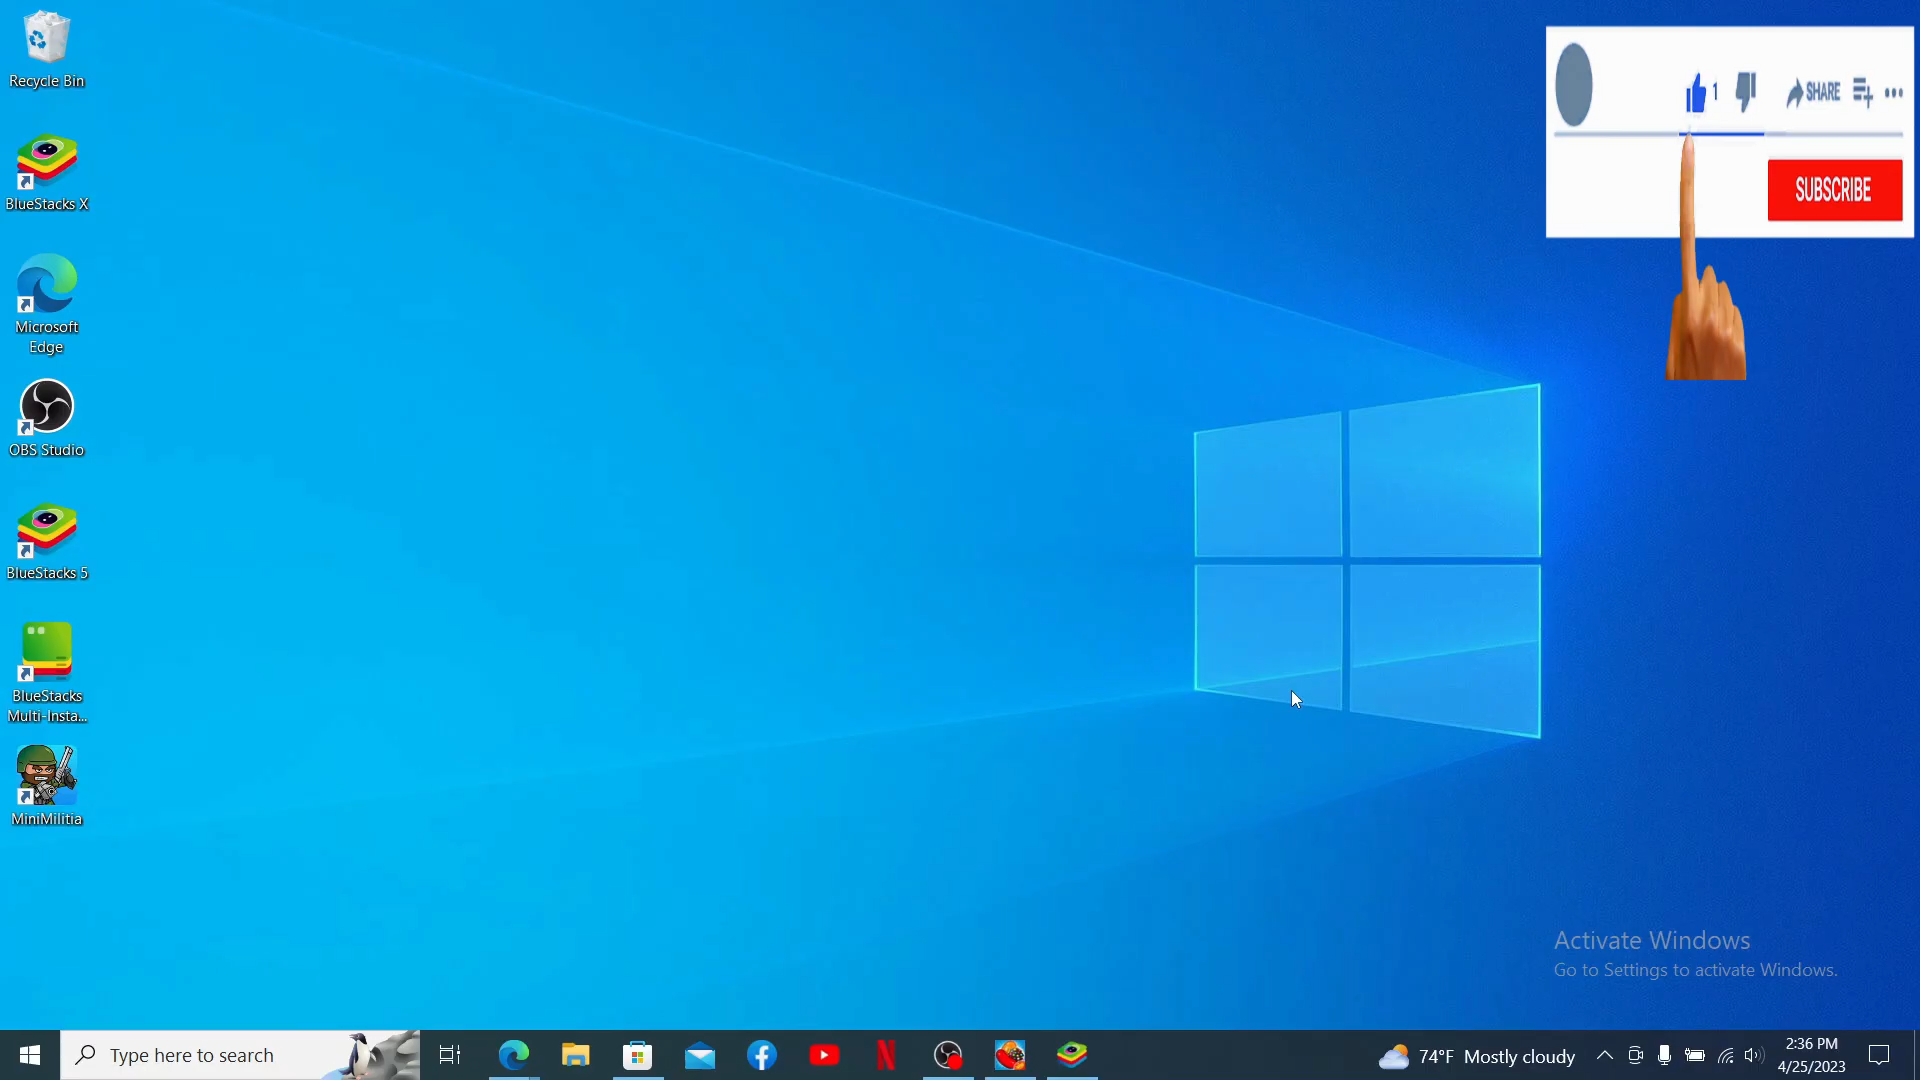 Recycle Bin
BlueStacks X
Microsoft
Edge
OBS Studio
BlueStacks 5
BlueStacks
Multi-Insta...
MiniMilitia
1
SHARE
SUBSCRIBE
Activate Windows
Go to Settings to activate Windows.
Type here to search
N
74°F Mostly cloudy
2:36 PM
4/25/2023